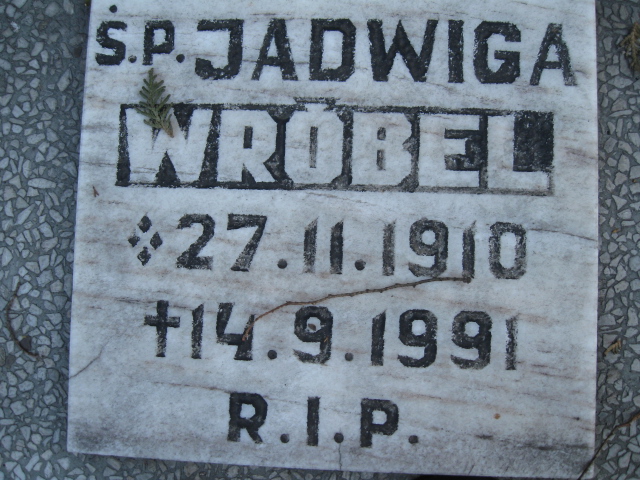 Ś.P. JADWIGA
WRÓBEL
27.11.1910
†14.9.1991
R.I.P.